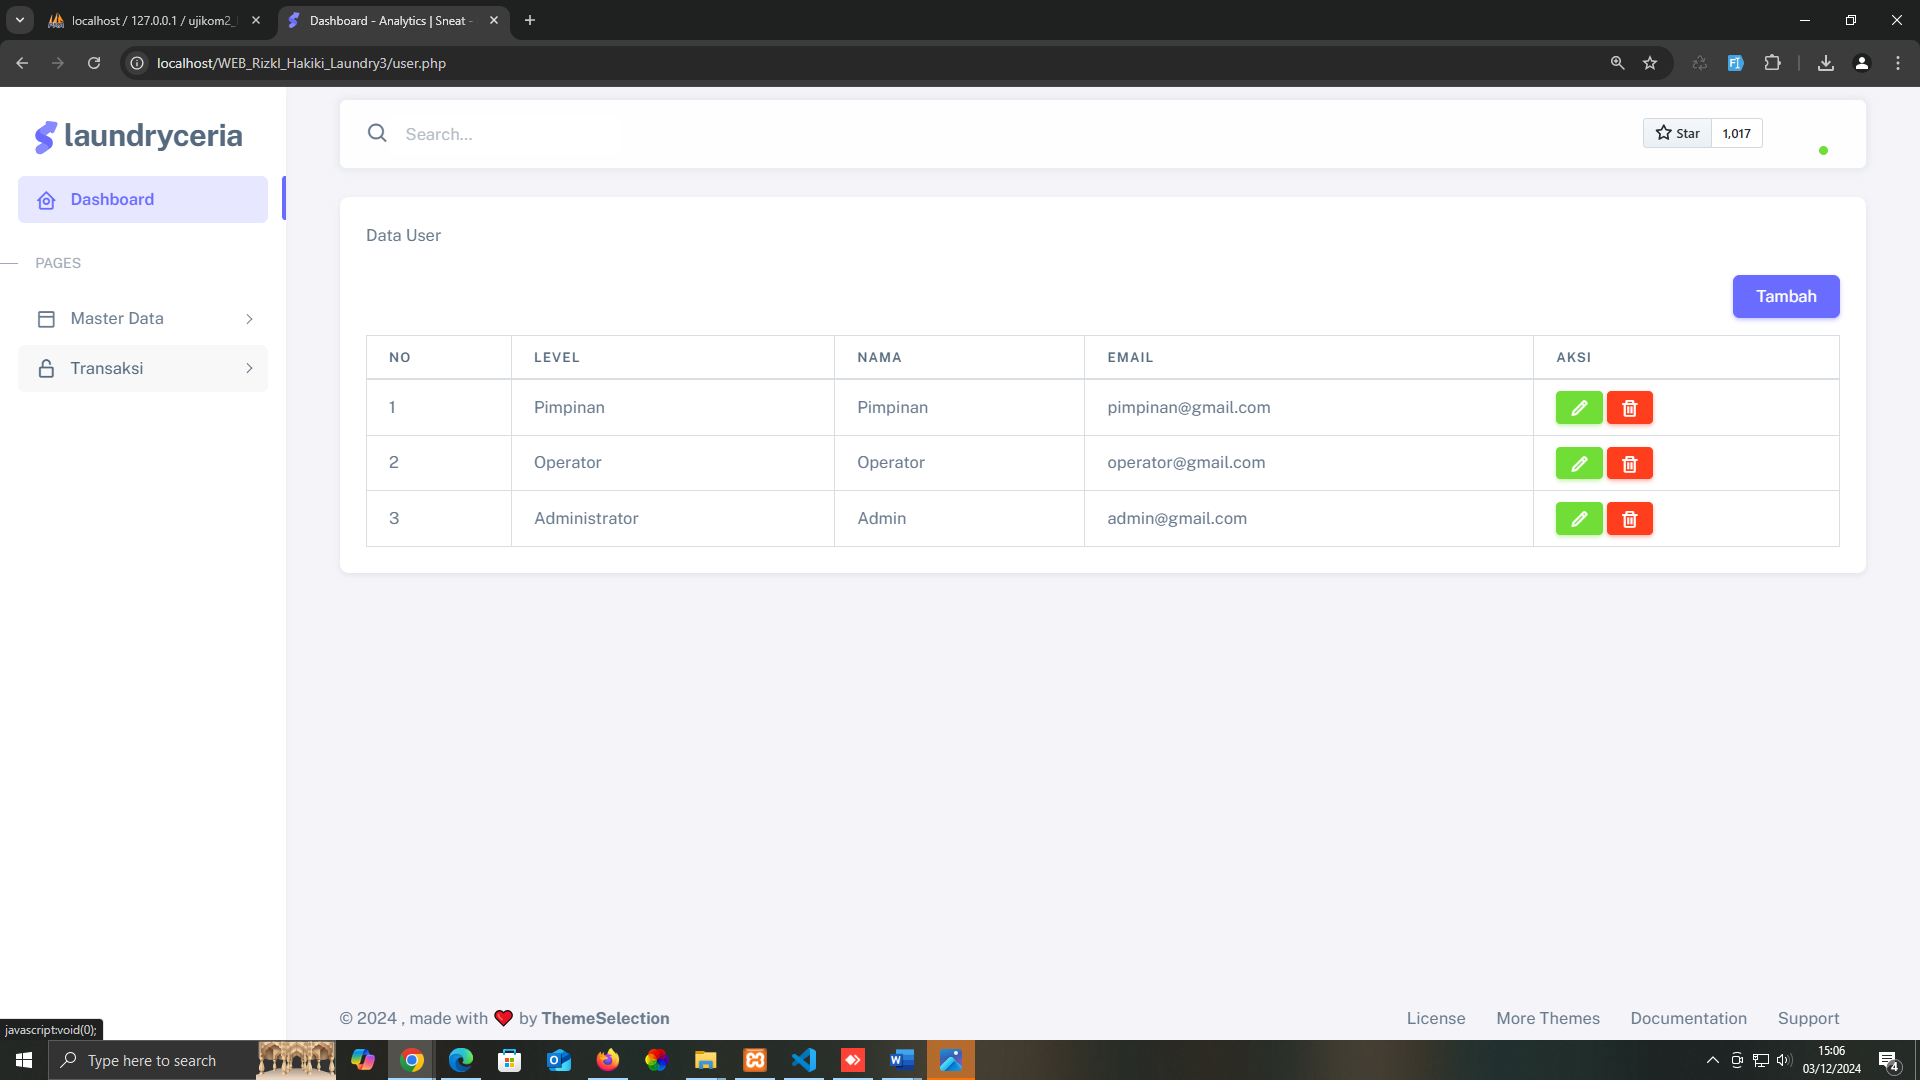 localhost / 127.0.0.1 / ujikom2_
Dashboard - Analytics | Sneat -
localhost/WEB_RizkI_Hakiki_Laundry3/user.php
laundryceria
Search...
Star 1,017
Dashboard
PAGES
Master Data
Transaksi
Data User
Tambah
NO LEVEL NAMA EMAIL AKSI
1 Pimpinan Pimpinan pimpinan@gmail.com
2 Operator Operator operator@gmail.com
3 Administrator Admin admin@gmail.com
© 2024 , made with ❤️ by ThemeSelection
License More Themes Documentation Support
javascript:void(0);
Type here to search
15:06
03/12/2024
4